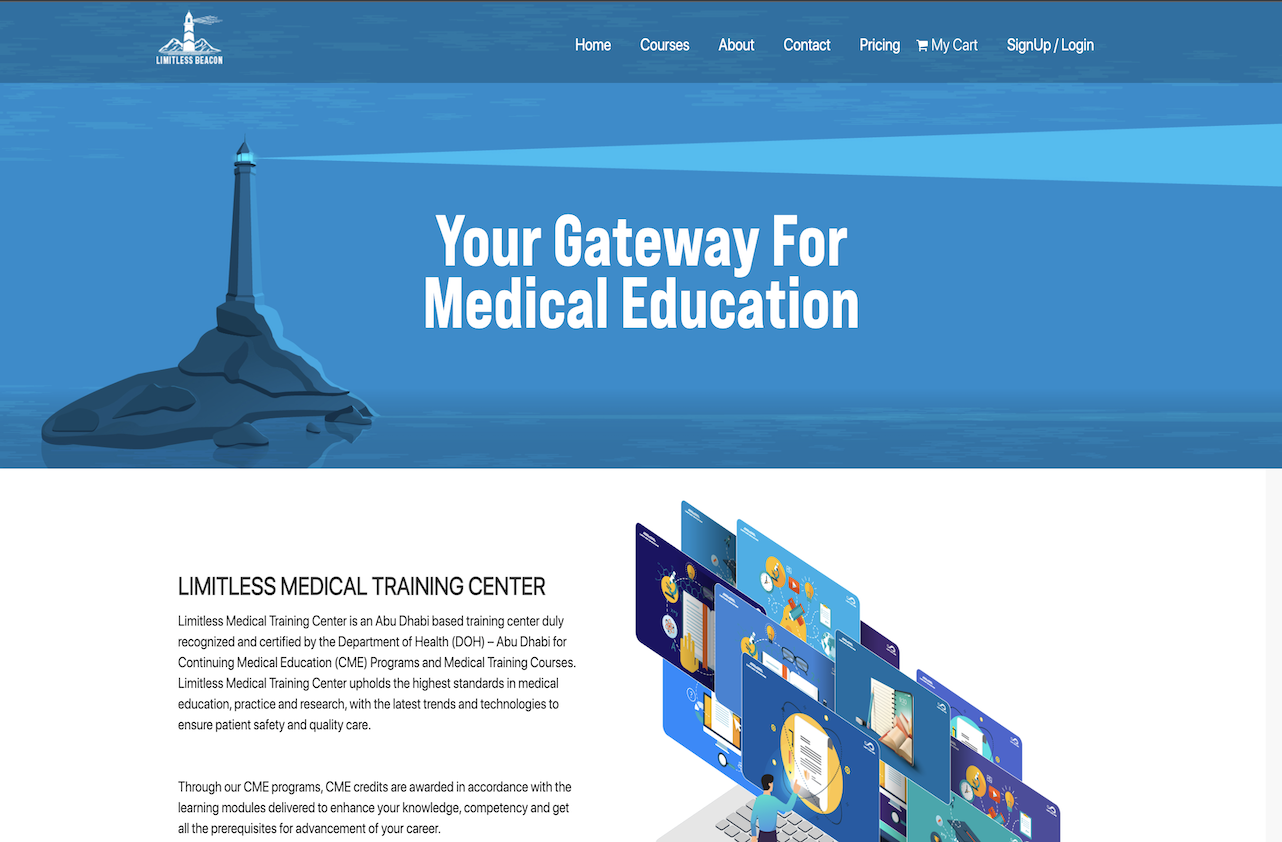 LIMITLESS BEACON
Home
Courses
About
Contact
Pricing
My Cart
SignUp / Login
Your Gateway For
Medical Education
LIMITLESS MEDICAL TRAINING CENTER
Limitless Medical Training Center is an Abu Dhabi based training center duly
recognized and certified by the Department of Health (DOH) – Abu Dhabi for
Continuing Medical Education (CME) Programs and Medical Training Courses.
Limitless Medical Training Center upholds the highest standards in medical
education, practice and research, with the latest trends and technologies to
ensure patient safety and quality care.
Through our CME programs, CME credits are awarded in accordance with the
learning modules delivered to enhance your knowledge, competency and get
all the prerequisites for advancement of your career.